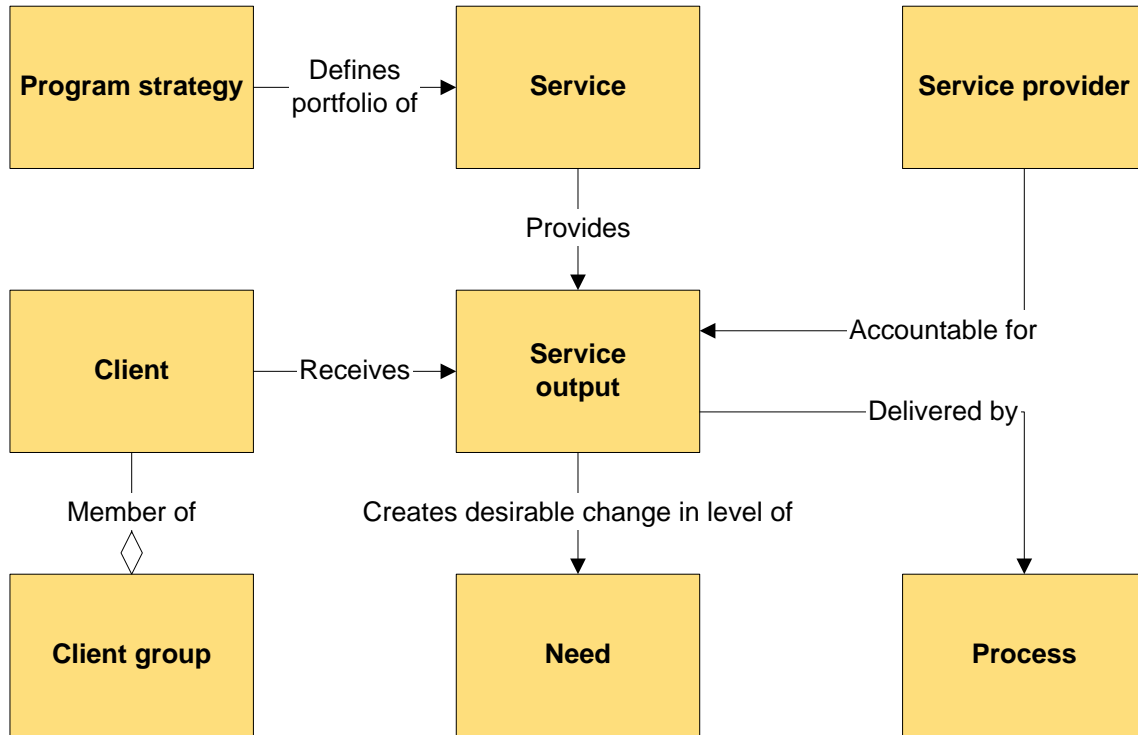 Program strategy
Defines
portfolio of
Service
Service provider
Provides
Client
Receives
Service
output
Accountable for
Delivered by
Member of
Creates desirable change in level of
Client group
Need
Process